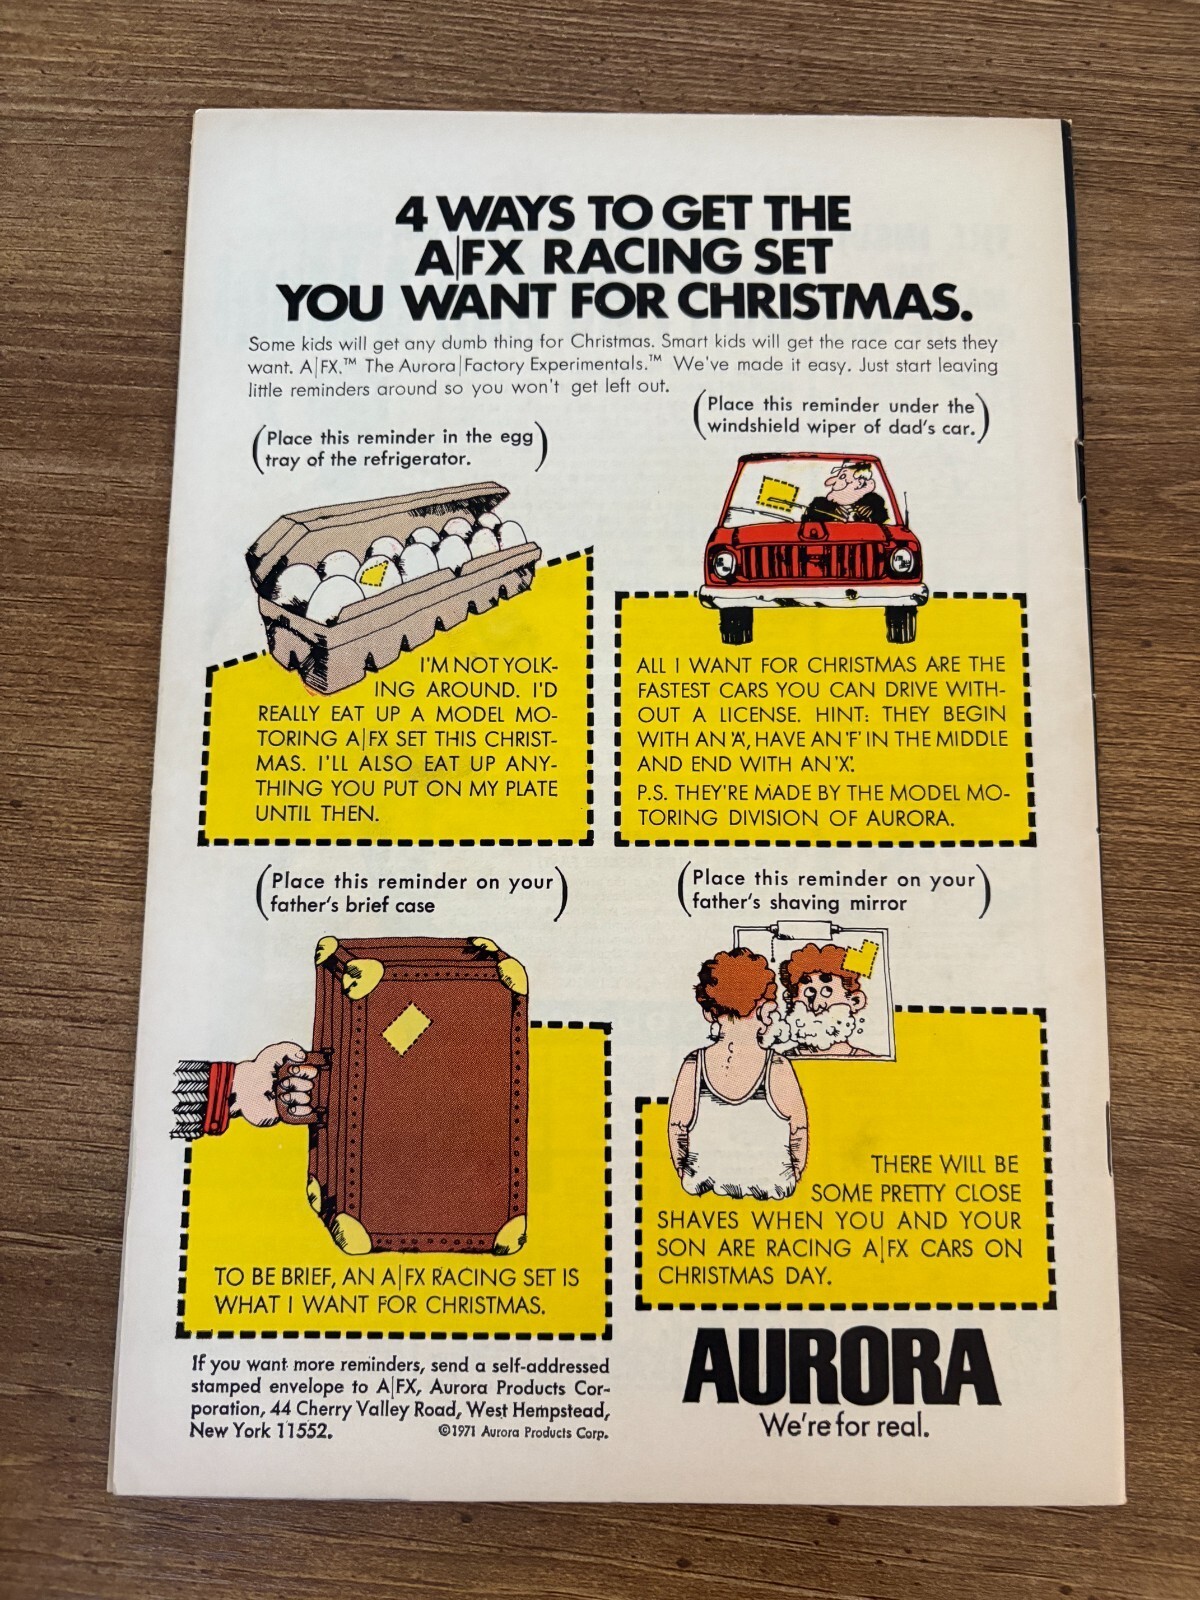 4 WAYS TO GET THE
A|FX RACING SET
YOU WANT FOR CHRISTMAS.
Some kids will get any dumb thing for Christmas. Smart kids will get the race car sets they
want. A|FX.™ The Aurora|Factory Experimentals.™ We've made it easy. Just start leaving
little reminders around so you won't get left out.
(Place this reminder in the egg
tray of the refrigerator.)
I'M NOT YOLK-
ING AROUND. I'D
REALLY EAT UP A MODEL MO-
TORING A|FX SET THIS CHRIST-
MAS. I'LL ALSO EAT UP ANY-
THING YOU PUT ON MY PLATE
UNTIL THEN.
(Place this reminder under the
windshield wiper of dad's car.)
ALL I WANT FOR CHRISTMAS ARE THE
FASTEST CARS YOU CAN DRIVE WITH-
OUT A LICENSE. HINT: THEY BEGIN
WITH AN 'A', HAVE AN 'F' IN THE MIDDLE
AND END WITH AN 'X'.
P.S. THEY'RE MADE BY THE MODEL MO-
TORING DIVISION OF AURORA.
(Place this reminder on your
father's brief case)
TO BE BRIEF, AN A|FX RACING SET IS
WHAT I WANT FOR CHRISTMAS.
(Place this reminder on your
father's shaving mirror)
THERE WILL BE
SOME PRETTY CLOSE
SHAVES WHEN YOU AND YOUR
SON ARE RACING A|FX CARS ON
CHRISTMAS DAY.
If you want more reminders, send a self-addressed
stamped envelope to A|FX, Aurora Products Cor-
poration, 44 Cherry Valley Road, West Hempstead,
New York 11552. ©1971 Aurora Products Corp.
AURORA
We're for real.